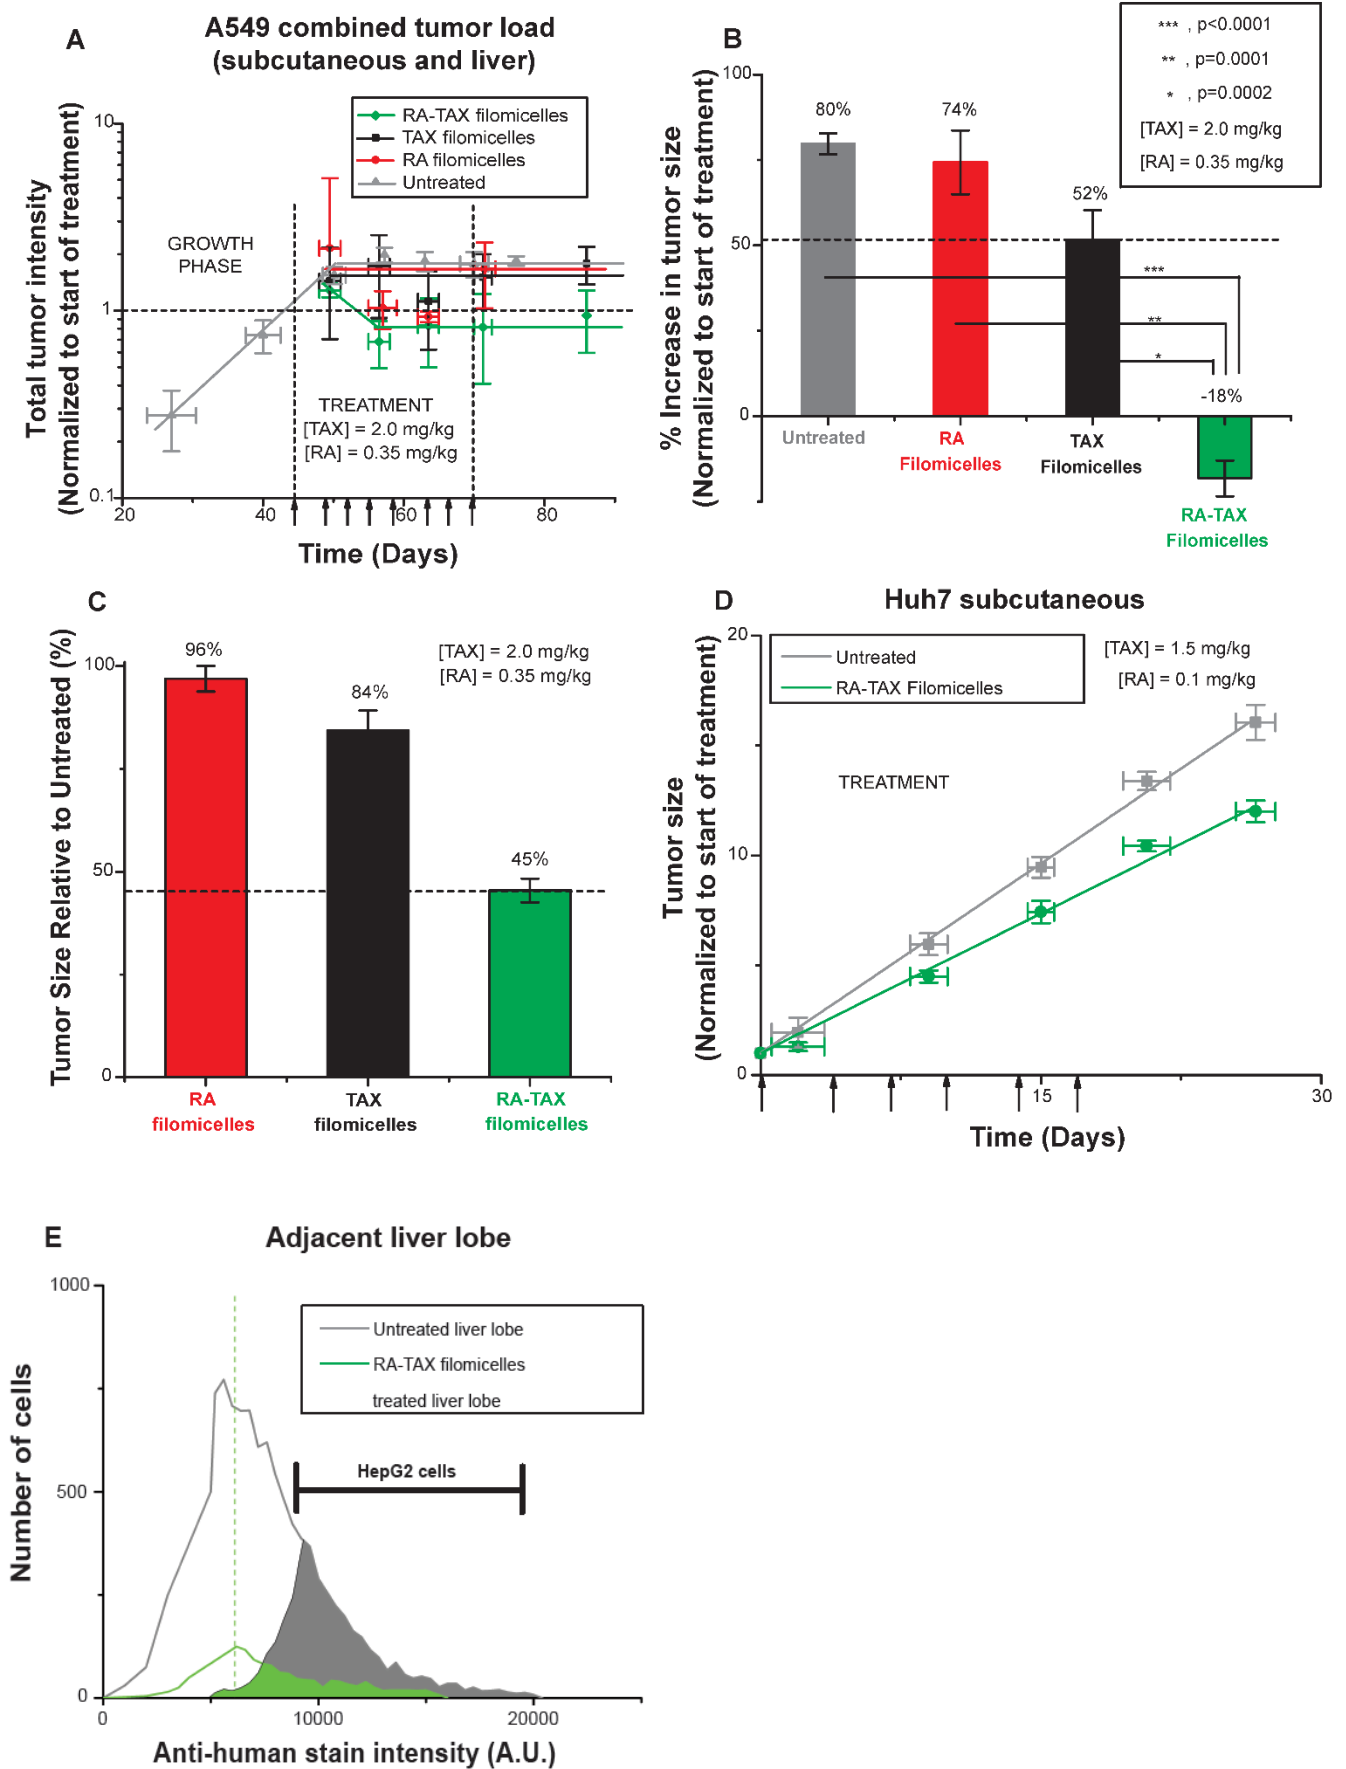 A
A549 combined tumor load
(subcutaneous and liver)
Total tumor intensity
(Normalized to start of treatment)
10
1
0.1
RA-TAX filomicelles
TAX filomicelles
RA filomicelles
Untreated
GROWTH
PHASE
TREATMENT
[TAX] = 2.0 mg/kg
[RA] = 0.35 mg/kg
20
40
60
80
Time (Days)
B
% Increase in tumor size
(Normalized to start of treatment)
100
50
0
*** , p<0.0001
** , p=0.0001
* , p=0.0002
[TAX] = 2.0 mg/kg
[RA] = 0.35 mg/kg
80%
74%
52%
-18%
***
**
*
Untreated
RA
Filomicelles
TAX
Filomicelles
RA-TAX
Filomicelles
C
Tumor Size Relative to Untreated (%)
100
50
0
[TAX] = 2.0 mg/kg
[RA] = 0.35 mg/kg
96%
84%
45%
RA
filomicelles
TAX
filomicelles
RA-TAX
filomicelles
D
Huh7 subcutaneous
Tumor size
(Normalized to start of treatment)
20
10
0
Untreated
RA-TAX Filomicelles
[TAX] = 1.5 mg/kg
[RA] = 0.1 mg/kg
TREATMENT
15
30
Time (Days)
E
Adjacent liver lobe
Number of cells
1000
500
0
Untreated liver lobe
RA-TAX filomicelles
treated liver lobe
HepG2 cells
0
10000
20000
Anti-human stain intensity (A.U.)